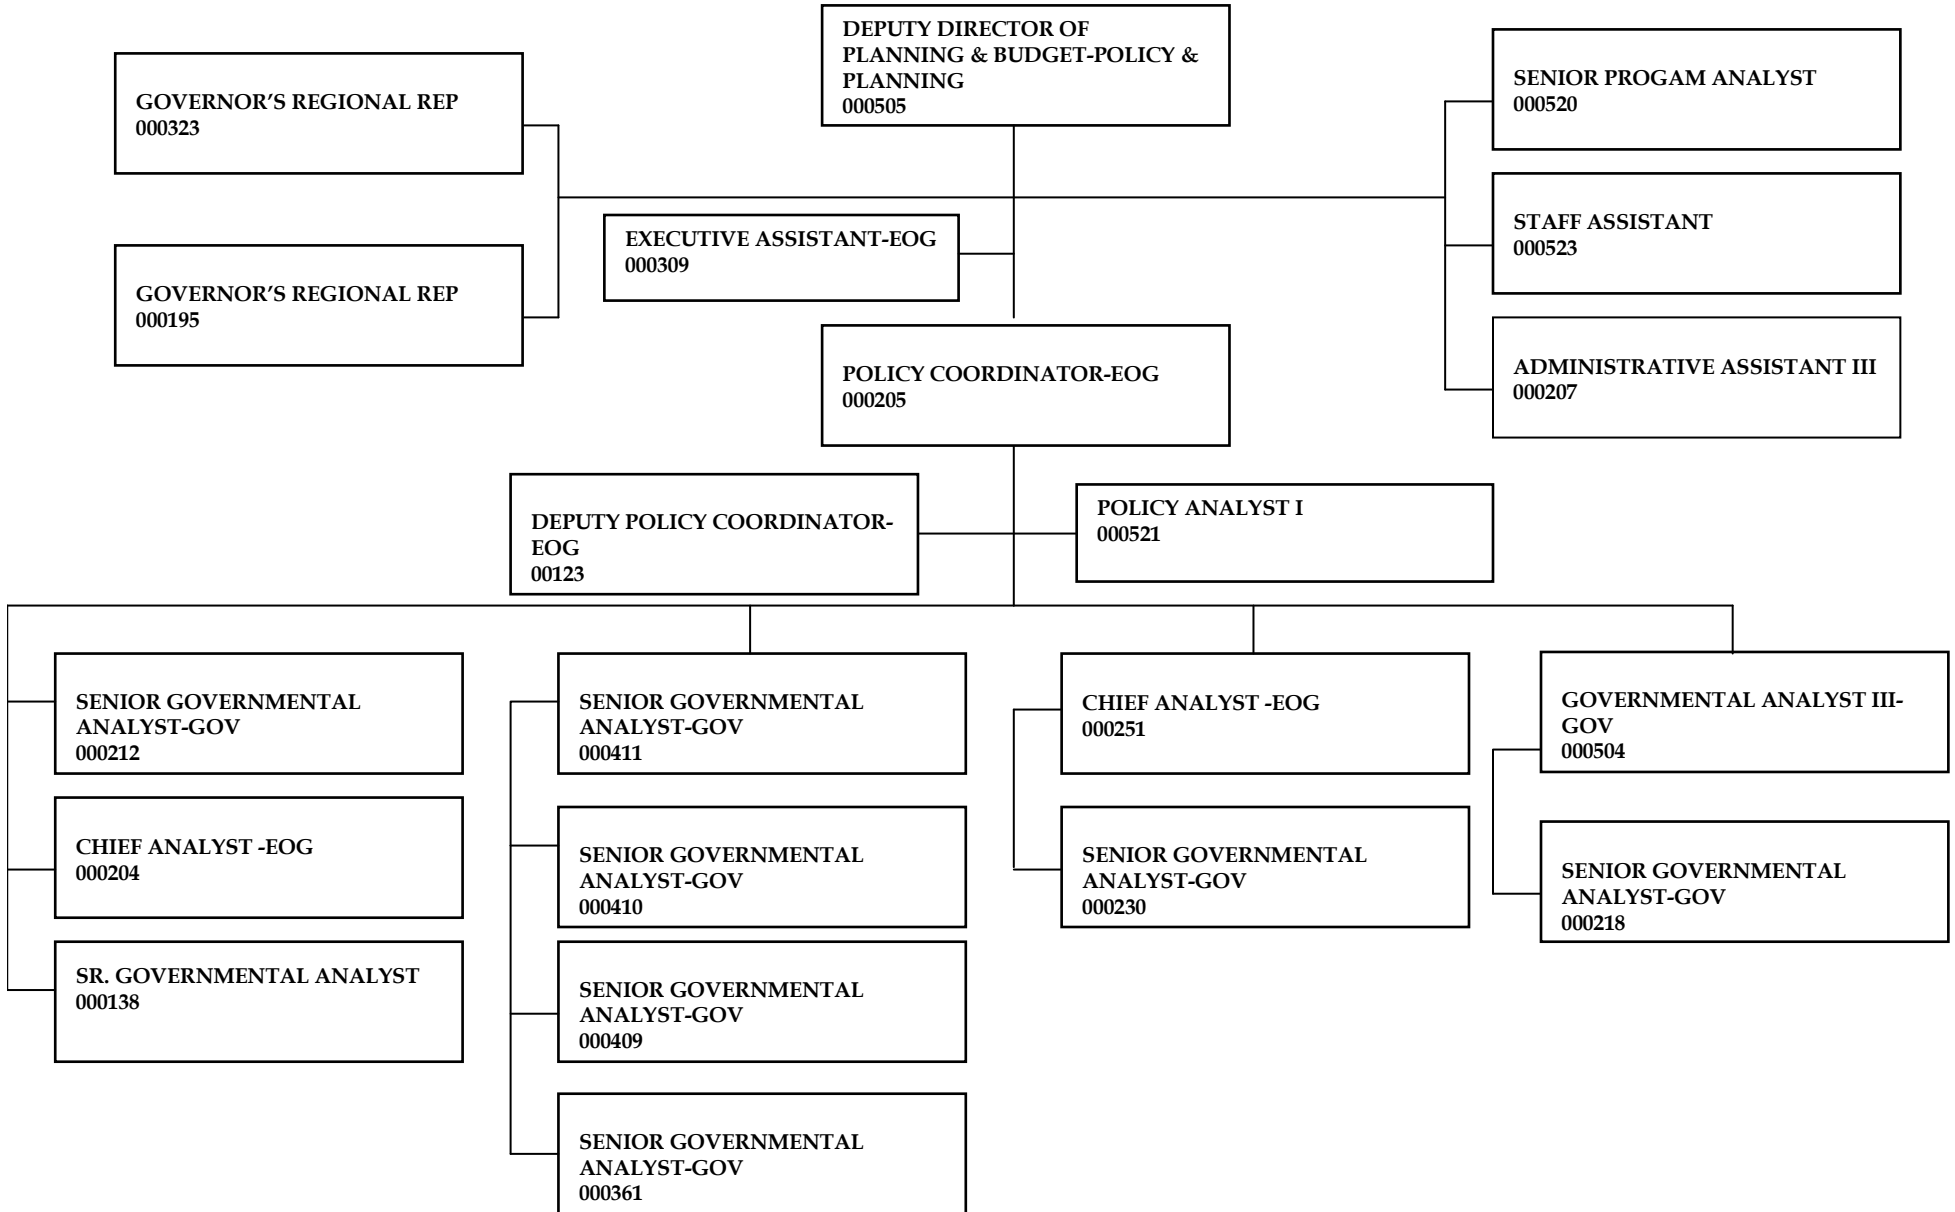 DEPUTY DIRECTOR OF
PLANNING & BUDGET-POLICY &
PLANNING
000505
GOVERNOR'S REGIONAL REP
000323
SENIOR PROGAM ANALYST
000520
STAFF ASSISTANT
000523
EXECUTIVE ASSISTANT-EOG
000309
GOVERNOR'S REGIONAL REP
000195
ADMINISTRATIVE ASSISTANT III
000207
POLICY COORDINATOR-EOG
000205
DEPUTY POLICY COORDINATOR-
EOG
00123
POLICY ANALYST I
000521
SENIOR GOVERNMENTAL
ANALYST-GOV
000212
CHIEF ANALYST -EOG
000204
SR. GOVERNMENTAL ANALYST
000138
SENIOR GOVERNMENTAL
ANALYST-GOV
000411
SENIOR GOVERNMENTAL
ANALYST-GOV
000410
SENIOR GOVERNMENTAL
ANALYST-GOV
000409
SENIOR GOVERNMENTAL
ANALYST-GOV
000361
CHIEF ANALYST -EOG
000251
SENIOR GOVERNMENTAL
ANALYST-GOV
000230
GOVERNMENTAL ANALYST III-
GOV
000504
SENIOR GOVERNMENTAL
ANALYST-GOV
000218